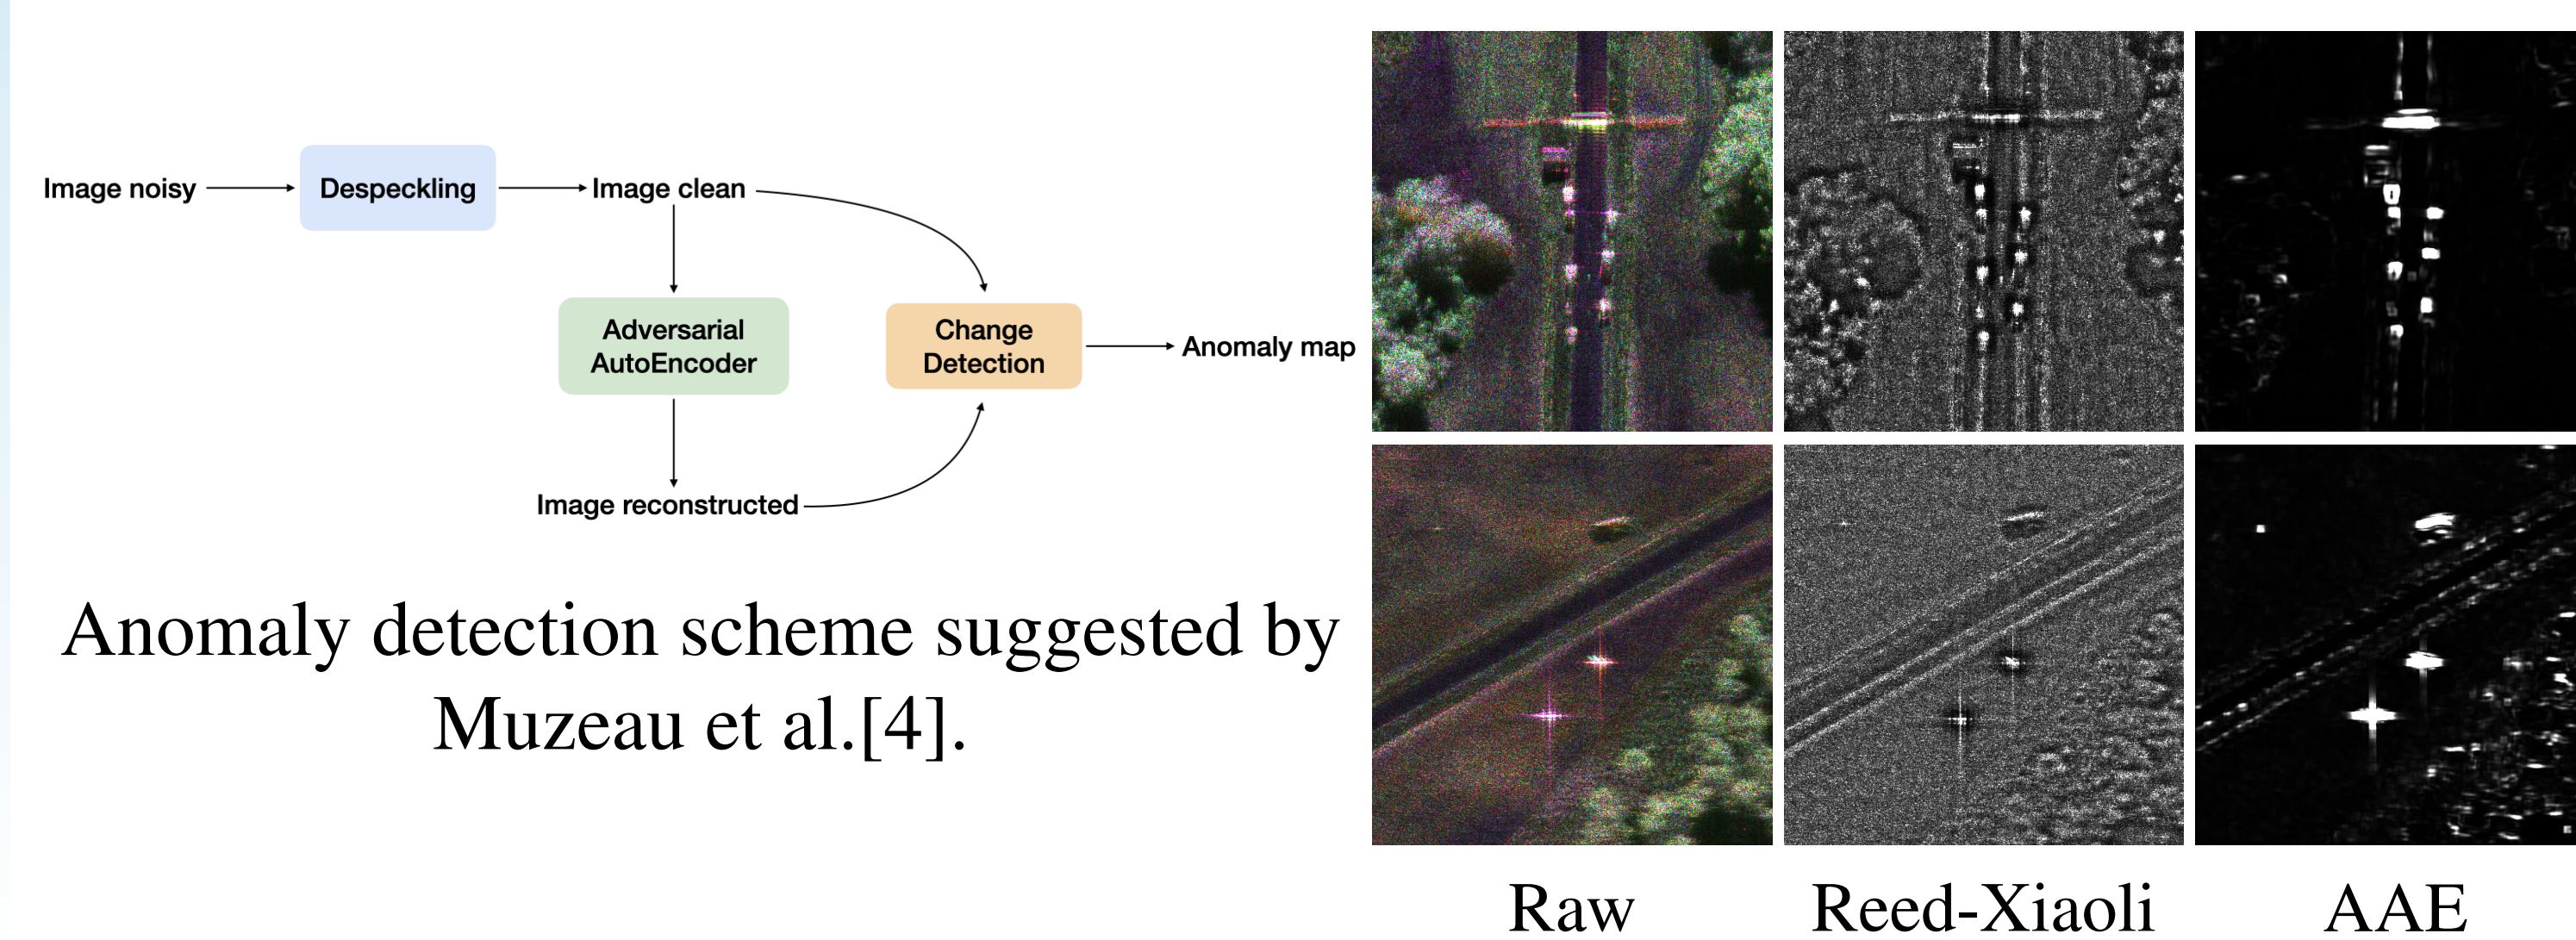 Image noisy
Despeckling
Image clean
Adversarial
AutoEncoder
Change
Detection
Anomaly map
Image reconstructed
Anomaly detection scheme suggested by
Muzeau et al.[4].
Raw
Reed-Xiaoli
AAE